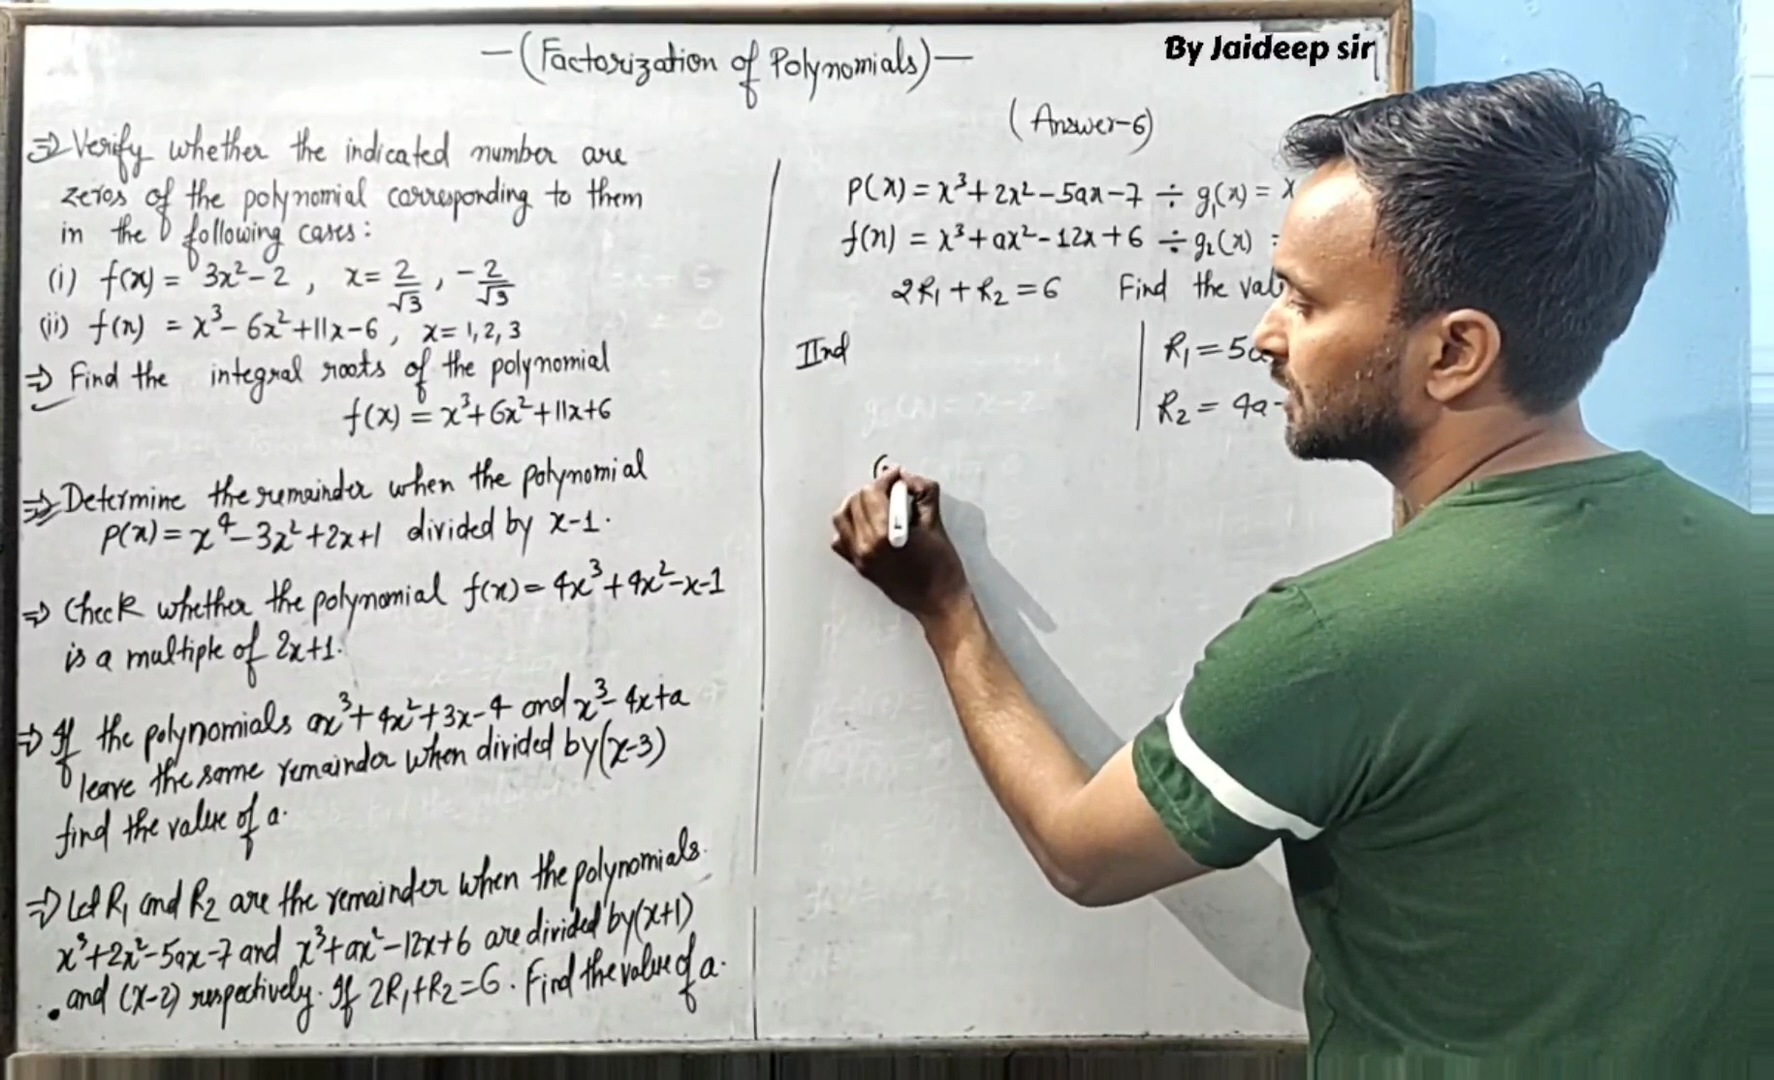 —(Factorization of Polynomials)—
By Jaideep sir
⇒ Verify whether the indicated number are
zeros of the polynomial corresponding to them
in the following cases:
(i) f(x) = 3x²-2, x= 2/√3, -2/√3
(ii) f(x) = x³-6x²+11x-6, x=1,2,3
⇒ Find the integral roots of the polynomial
f(x) = x³+6x²+11x+6
⇒ Determine the remainder when the polynomial
P(x)= x⁴-3x²+2x+1 divided by x-1.
⇒ Check whether the polynomial f(x)= 4x³+4x²-x-1
is a multiple of 2x+1.
⇒ If the polynomials ax³+4x²+3x-4 and x³-4x+a
leave the same remainder when divided by (x-3)
find the value of a.
⇒ Let R₁ and R₂ are the remainder when the polynomials.
x³+2x²-5ax-7 and x³+ax²-12x+6 are divided by (x+1)
and (x-2) respectively. If 2R₁+R₂=6. Find the value of a.
(Answer-6)
P(x) = x³+2x²-5ax-7 ÷ g₁(x) = x
f(x) = x³+ax²-12x+6 ÷ g₂(x) =
2R₁+R₂=6 Find the val
IInd
R₁=5a
R₂= 4a-
g₂(x)= x-2